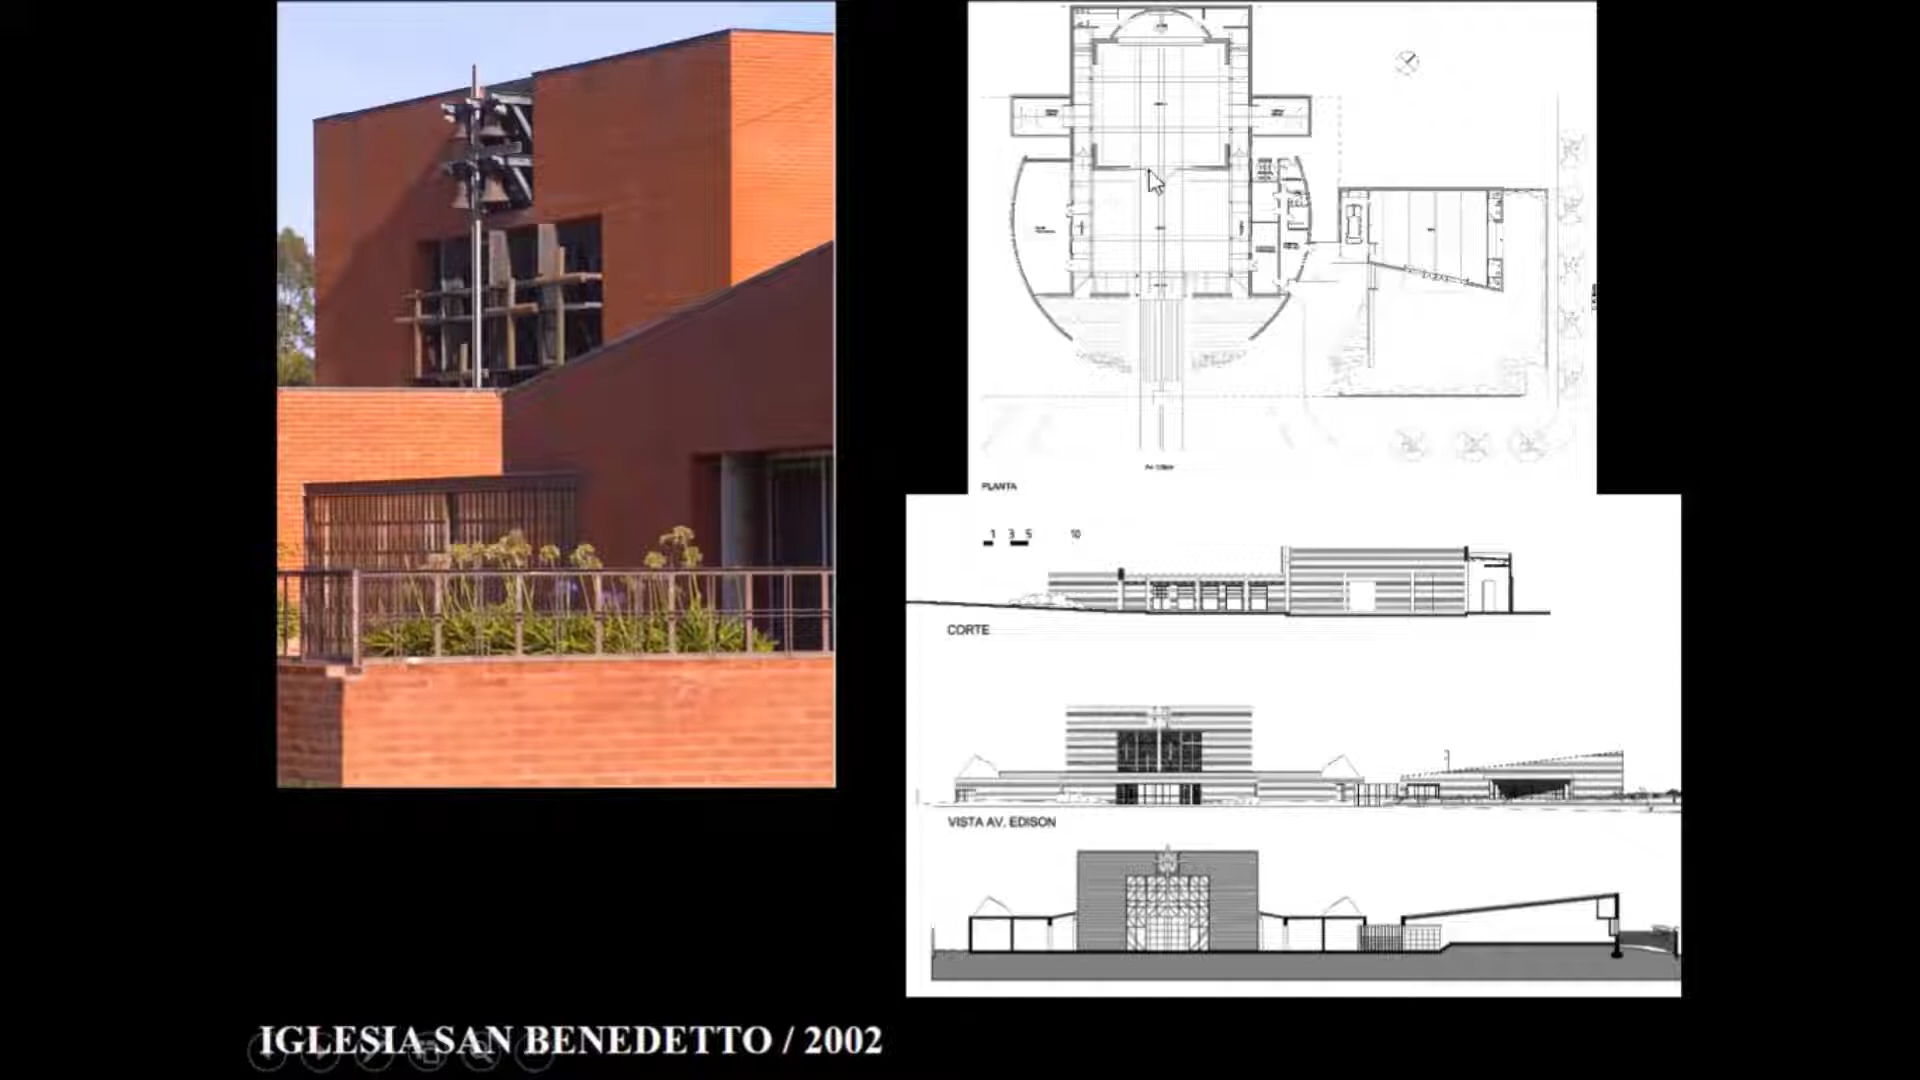 PLANTA
1 3 5 10
CORTE
VISTA AV. EDISON
IGLESIA SAN BENEDETTO / 2002